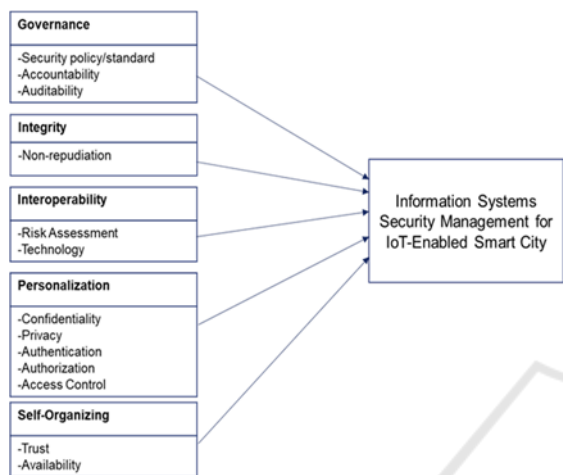 Governance
-Security policy/standard
-Accountability
-Auditability
Integrity
-Non-repudiation
Interoperability
-Risk Assessment
-Technology
Personalization
-Confidentiality
-Privacy
-Authentication
-Authorization
-Access Control
Self-Organizing
-Trust
-Availability
Information Systems
Security Management for
IoT-Enabled Smart City